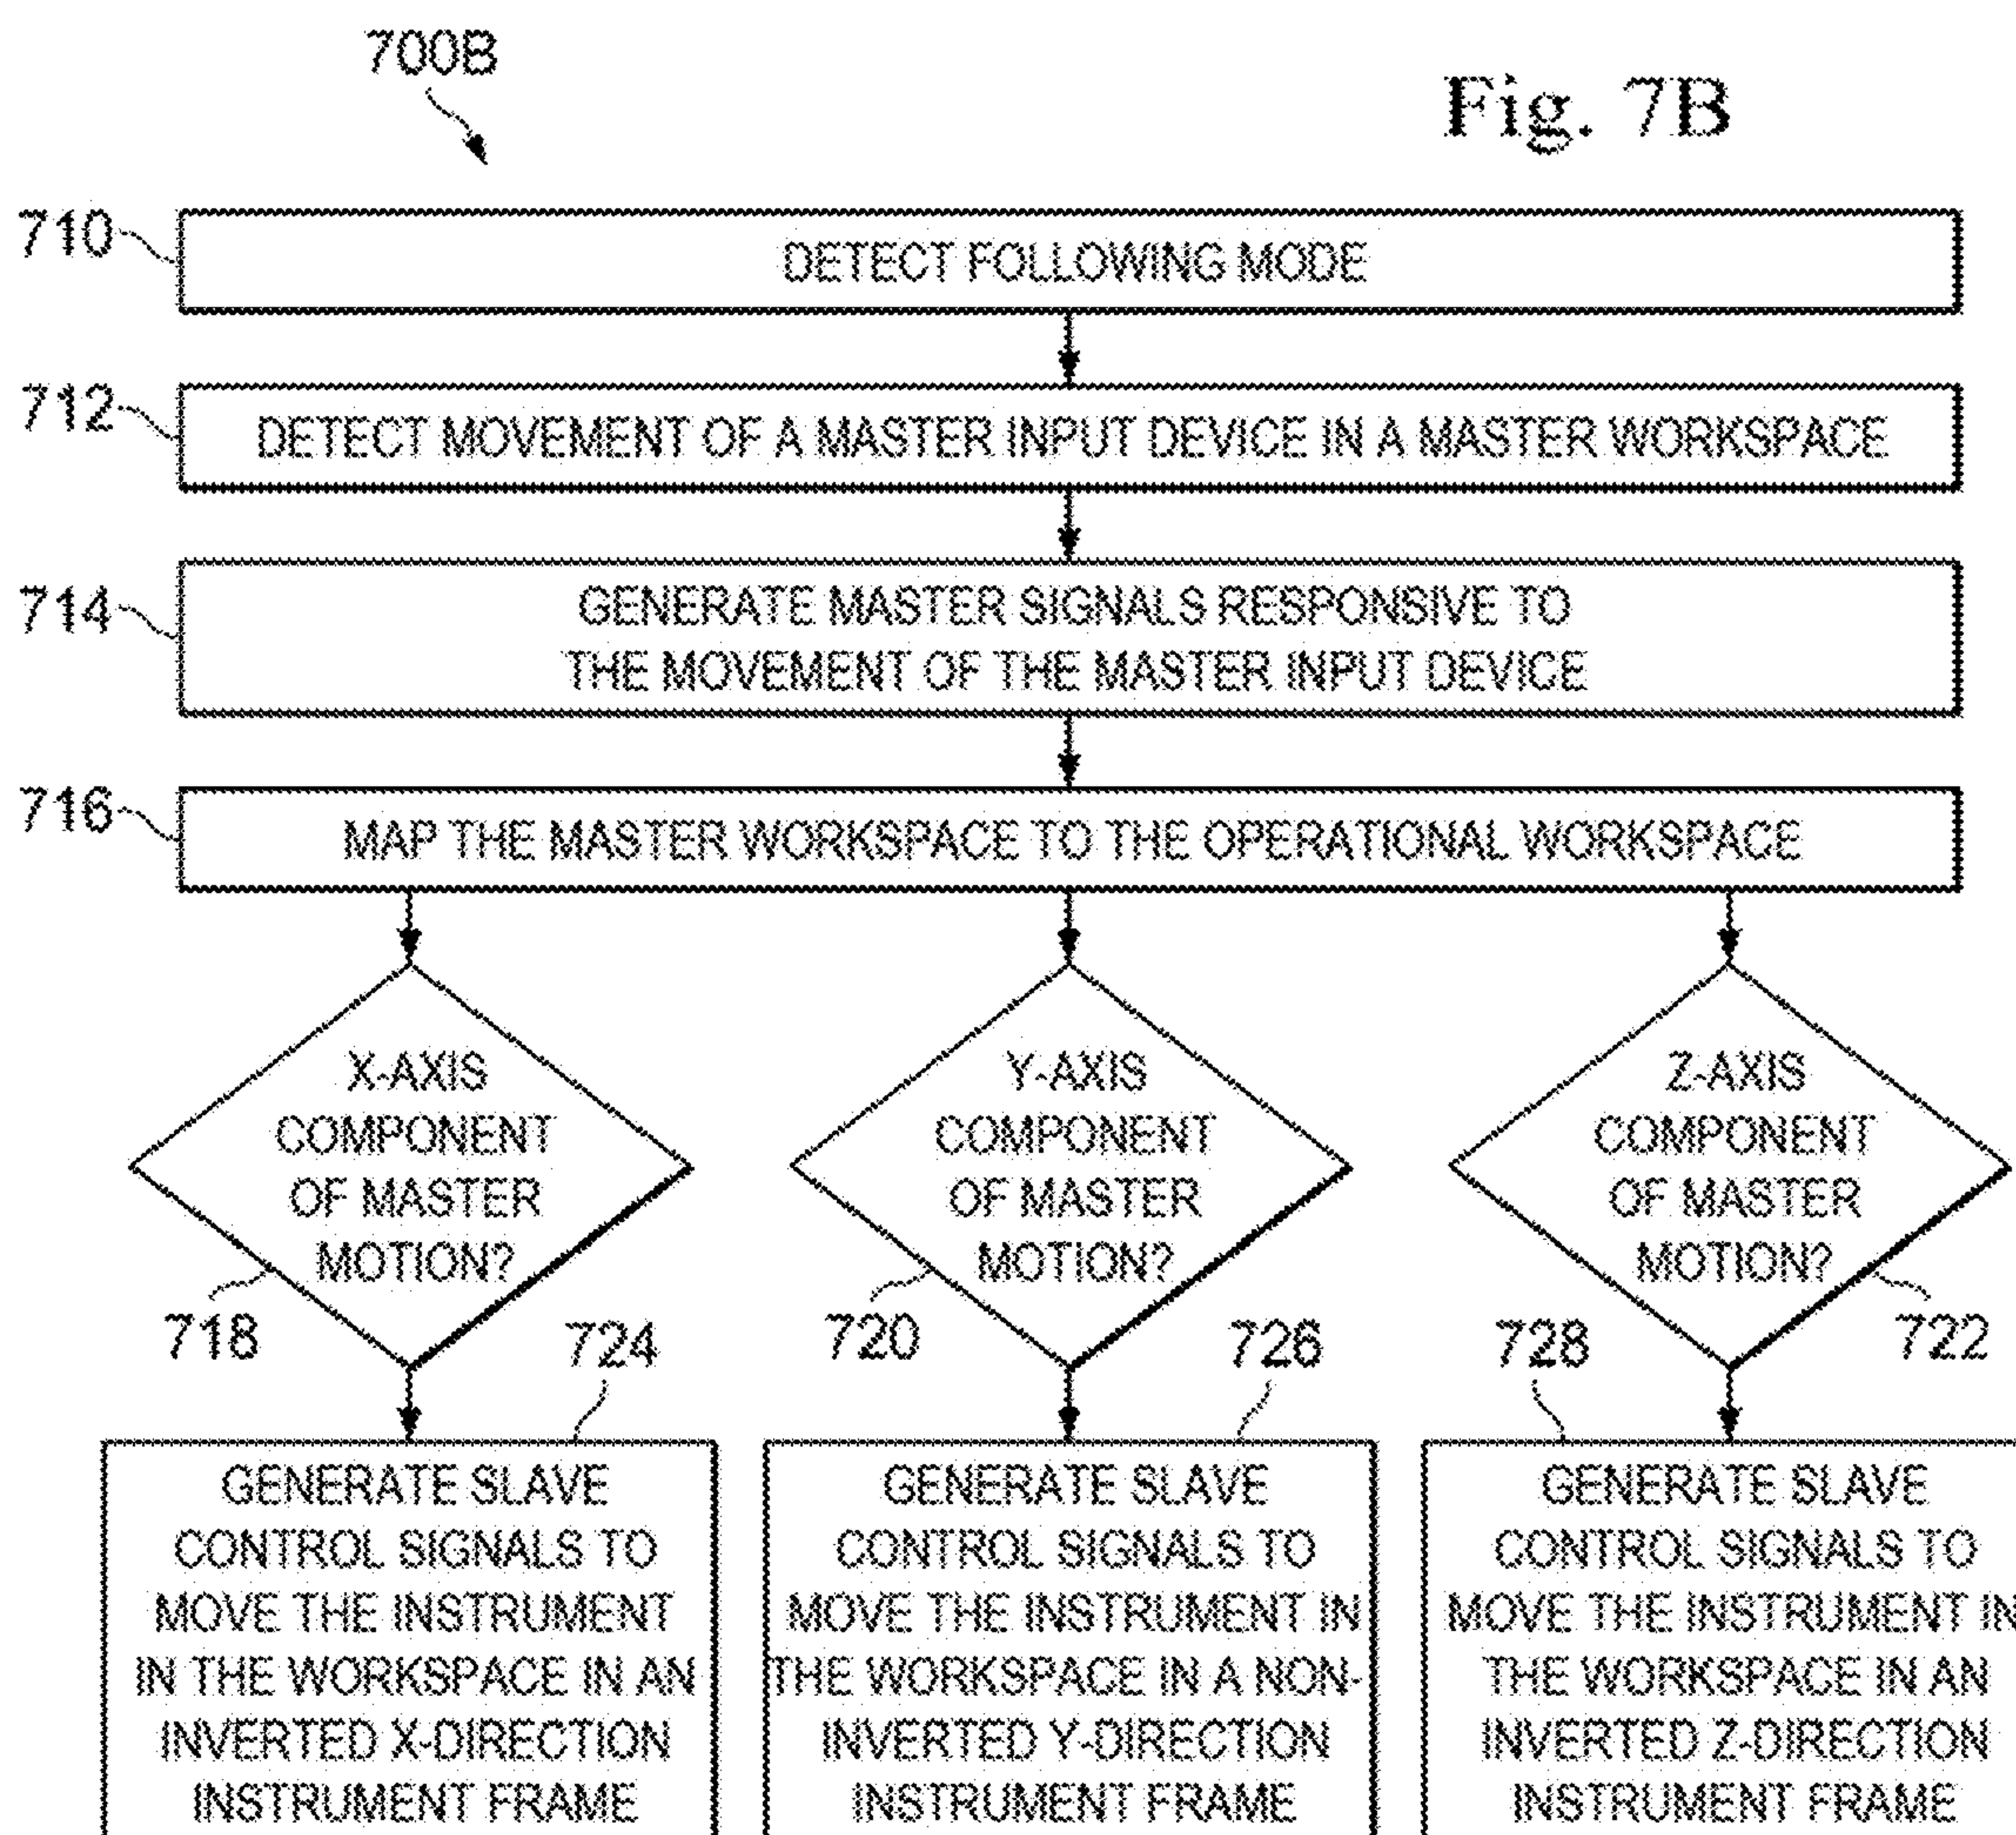 700B
Fig. 7B
710
DETECT FOLLOWING MODE
712
DETECT MOVEMENT OF A MASTER INPUT DEVICE IN A MASTER WORKSPACE
714
GENERATE MASTER SIGNALS RESPONSIVE TO
THE MOVEMENT OF THE MASTER INPUT DEVICE
716
MAP THE MASTER WORKSPACE TO THE OPERATIONAL WORKSPACE
X-AXIS
COMPONENT
OF MASTER
MOTION?
718
Y-AXIS
COMPONENT
OF MASTER
MOTION?
720
Z-AXIS
COMPONENT
OF MASTER
MOTION?
722
724
GENERATE SLAVE
CONTROL SIGNALS TO
MOVE THE INSTRUMENT
IN THE WORKSPACE IN AN
INVERTED X-DIRECTION
INSTRUMENT FRAME
726
GENERATE SLAVE
CONTROL SIGNALS TO
MOVE THE INSTRUMENT IN
THE WORKSPACE IN A NON-
INVERTED Y-DIRECTION
INSTRUMENT FRAME
728
GENERATE SLAVE
CONTROL SIGNALS TO
MOVE THE INSTRUMENT IN
THE WORKSPACE IN AN
INVERTED Z-DIRECTION
INSTRUMENT FRAME